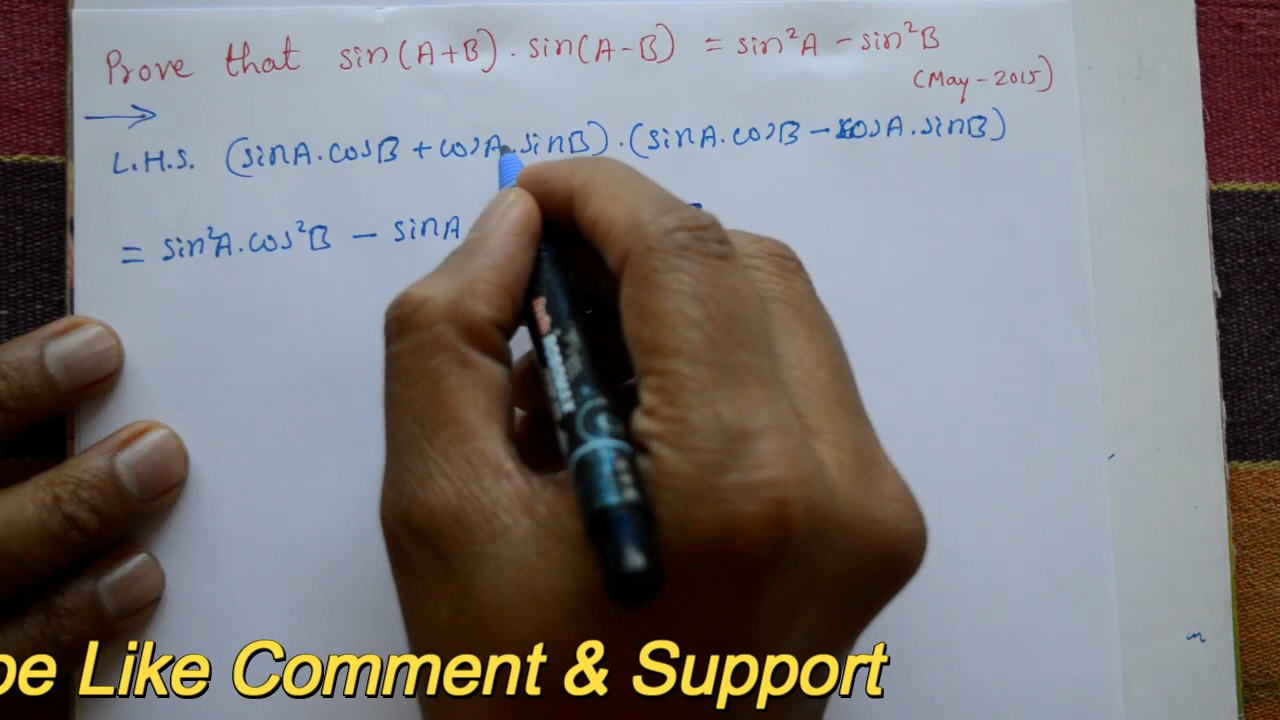 Prove that sin(A+B) . sin(A-B) = sin²A - sin²B
(May-2015)
L.H.S. (sinA.cosB + cosA.sinB) . (sinA.cosB - cosA.sinB)
= sin²A.cos²B - sinA
Like Comment & Support